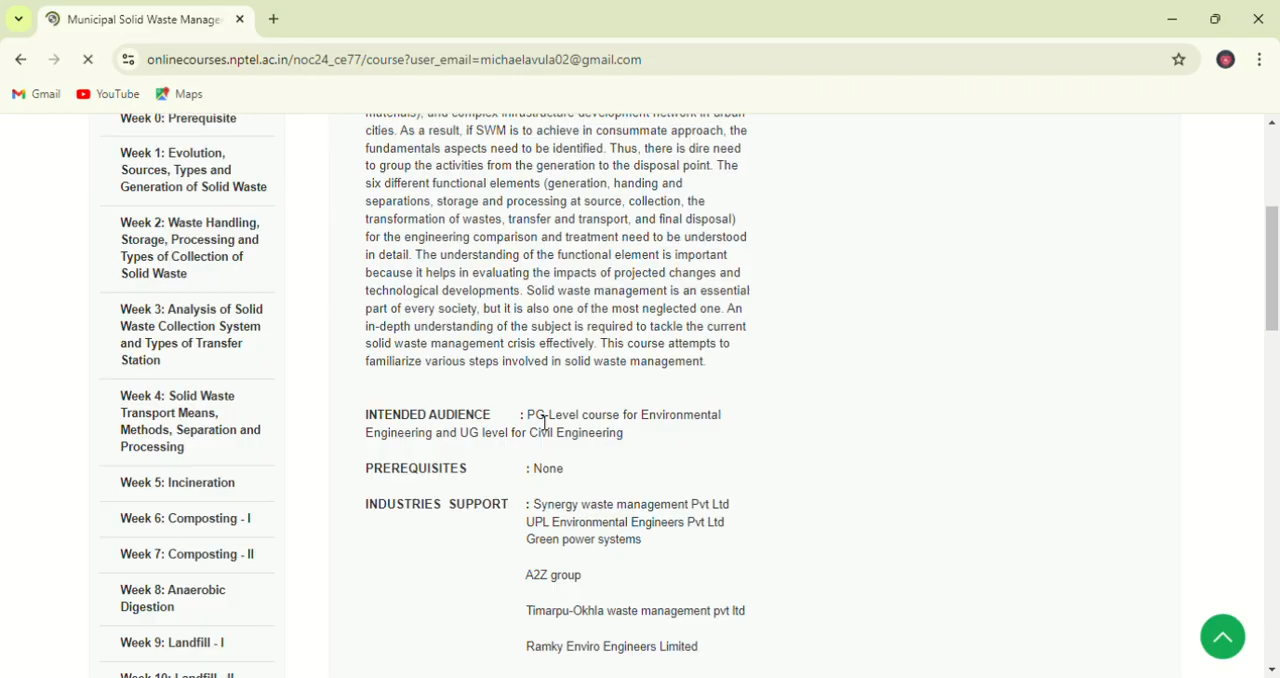 Municipal Solid Waste Manage
onlinecourses.nptel.ac.in/noc24_ce77/course?user_email=michaelavula02@gmail.com
Gmail
YouTube
Maps
Week 0: Prerequisite
Week 1: Evolution,
Sources, Types and
Generation of Solid Waste
Week 2: Waste Handling,
Storage, Processing and
Types of Collection of
Solid Waste
Week 3: Analysis of Solid
Waste Collection System
and Types of Transfer
Station
Week 4: Solid Waste
Transport Means,
Methods, Separation and
Processing
Week 5: Incineration
Week 6: Composting - I
Week 7: Composting - II
Week 8: Anaerobic
Digestion
Week 9: Landfill - I
Week 10: Landfill - II
materials), and complex infrastructure development network in urban
cities. As a result, if SWM is to achieve in consummate approach, the
fundamentals aspects need to be identified. Thus, there is dire need
to group the activities from the generation to the disposal point. The
six different functional elements (generation, handing and
separations, storage and processing at source, collection, the
transformation of wastes, transfer and transport, and final disposal)
for the engineering comparison and treatment need to be understood
in detail. The understanding of the functional element is important
because it helps in evaluating the impacts of projected changes and
technological developments. Solid waste management is an essential
part of every society, but it is also one of the most neglected one. An
in-depth understanding of the subject is required to tackle the current
solid waste management crisis effectively. This course attempts to
familiarize various steps involved in solid waste management.
INTENDED AUDIENCE : PG-Level course for Environmental
Engineering and UG level for Civil Engineering
PREREQUISITES : None
INDUSTRIES SUPPORT : Synergy waste management Pvt Ltd
UPL Environmental Engineers Pvt Ltd
Green power systems
A2Z group
Timarpu-Okhla waste management pvt ltd
Ramky Enviro Engineers Limited